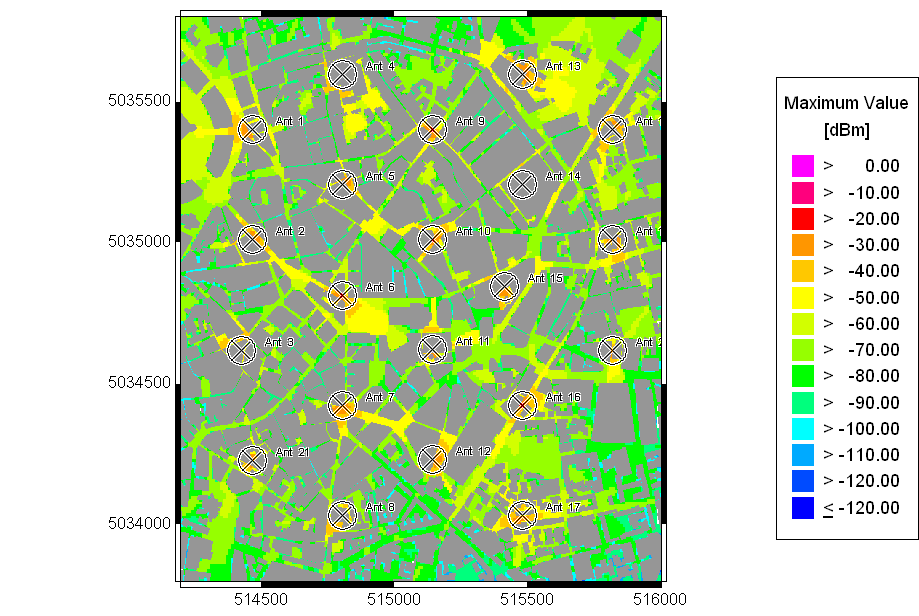 Ant 4
Ant 13
5035500
Ant 1
Ant 9
Ant 5
Ant 14
Ant 2
Ant 10
5035000
Ant 15
Ant 6
Ant 3
Ant 11
5034500
Ant 7
Ant 16
Ant 21
Ant 12
Ant 8
Ant 17
5034000
514500 515000 515500 516000
Maximum Value
[dBm]
> 0.00
> -10.00
> -20.00
> -30.00
> -40.00
> -50.00
> -60.00
> -70.00
> -80.00
> -90.00
> -100.00
> -110.00
> -120.00
≤ -120.00